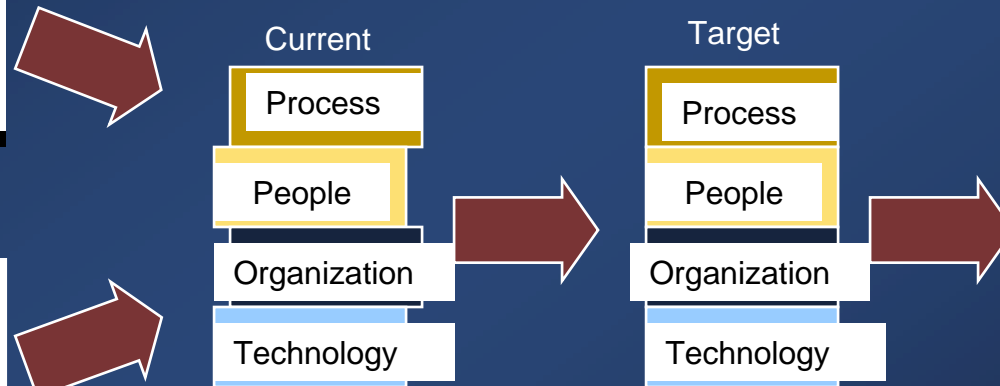 Current
Process
People
Organization
Technology
Target
Process
People
Organization
Technology